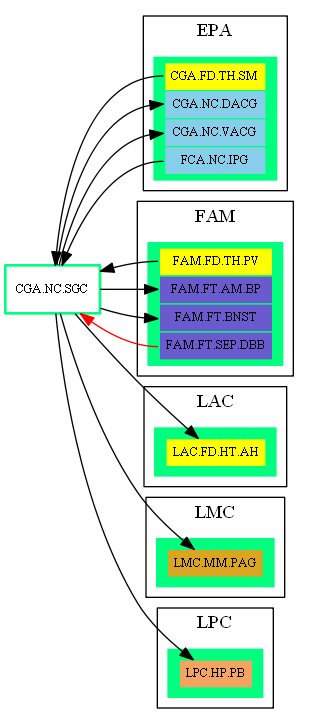 EPA
CGA.FD.TH.SM
CGA.NC.DACG
CGA.NC.VACG
FCA.NC.IPG
FAM
FAM.FD.TH.PV
CGA.NC.SGC
FAM.FT.AM.BP
FAM.FT.BNST
FAM.FT.SEP.DBB
LAC
LAC.FD.HT.AH
LMC
LMC.MM.PAG
LPC
LPC.HP.PB